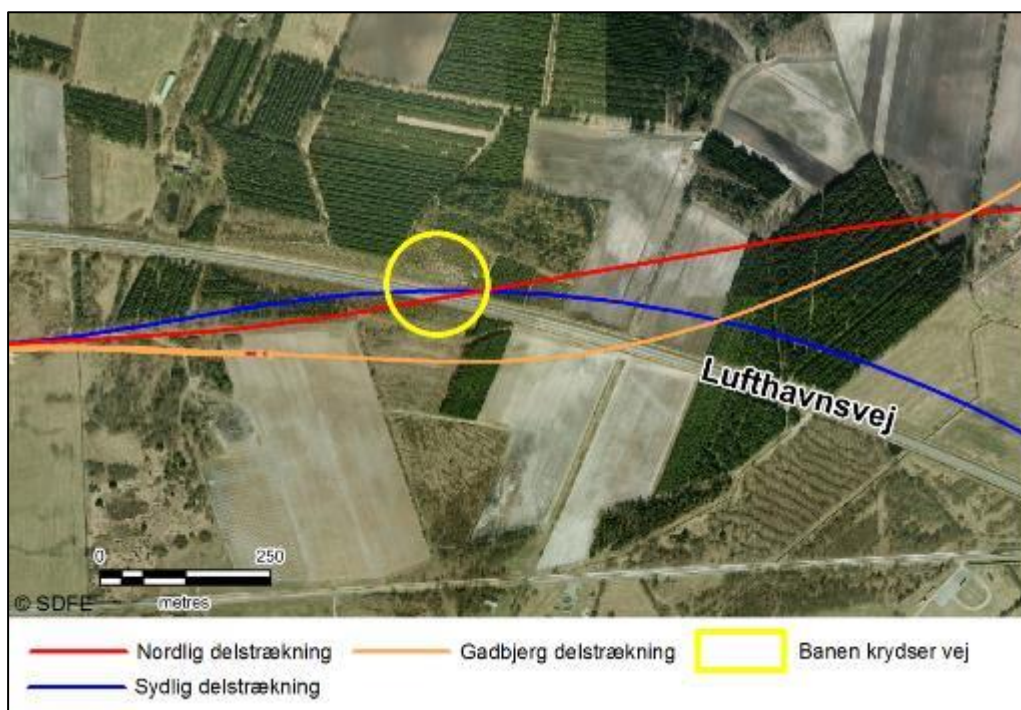 Lufthavnsvej
0 250
metres
© SDFE
Nordlig delstrækning Gadbjerg delstrækning Banen krydser vej
Sydlig delstrækning